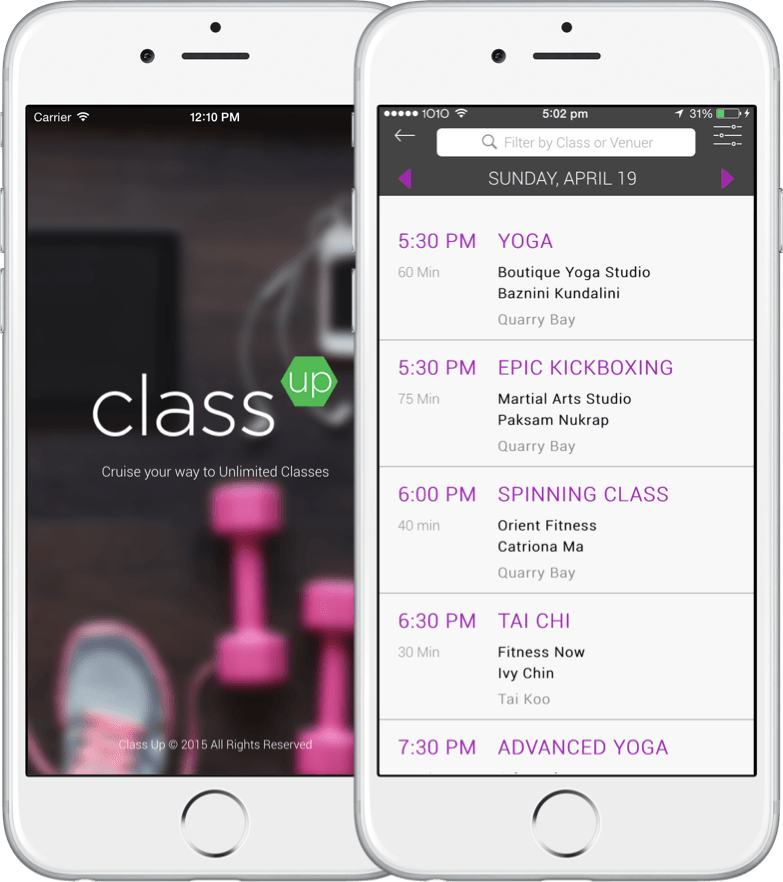 Carrier
12:10 PM
class up
Cruise your way to Unlimited Classes
Class Up © 2015 All Rights Reserved
1O1O
5:02 pm
31%
Filter by Class or Venuer
SUNDAY, APRIL 19
5:30 PM YOGA
60 Min Boutique Yoga Studio
Baznini Kundalini
Quarry Bay
5:30 PM EPIC KICKBOXING
75 Min Martial Arts Studio
Paksam Nukrap
Quarry Bay
6:00 PM SPINNING CLASS
40 min Orient Fitness
Catriona Ma
Quarry Bay
6:30 PM TAI CHI
30 Min Fitness Now
Ivy Chin
Tai Koo
7:30 PM ADVANCED YOGA